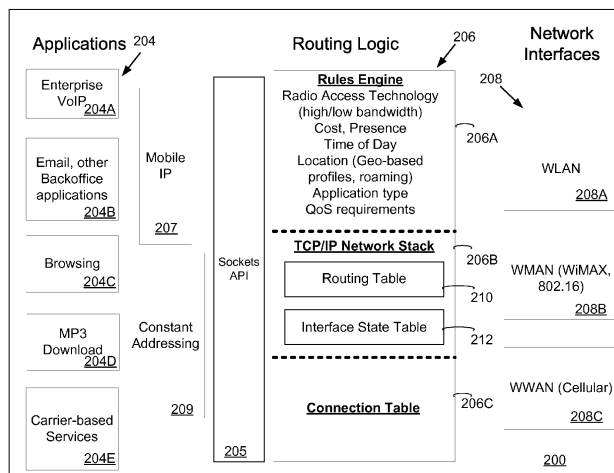 Applications
204
Enterprise
VoIP
204A
Email, other
Backoffice
applications
204B
Browsing
204C
MP3
Download
204D
Carrier-based
Services
204E
Mobile
IP
207
Constant
Addressing
209
Sockets
API
205
Routing Logic
206
Rules Engine
Radio Access Technology
(high/low bandwidth)
Cost, Presence
Time of Day
Location (Geo-based
profiles, roaming)
Application type
QoS requirements
206A
TCP/IP Network Stack
206B
Routing Table
210
Interface State Table
212
Connection Table
206C
Network
Interfaces
208
WLAN
208A
WMAN (WiMAX,
802.16)
208B
WWAN (Cellular)
208C
200